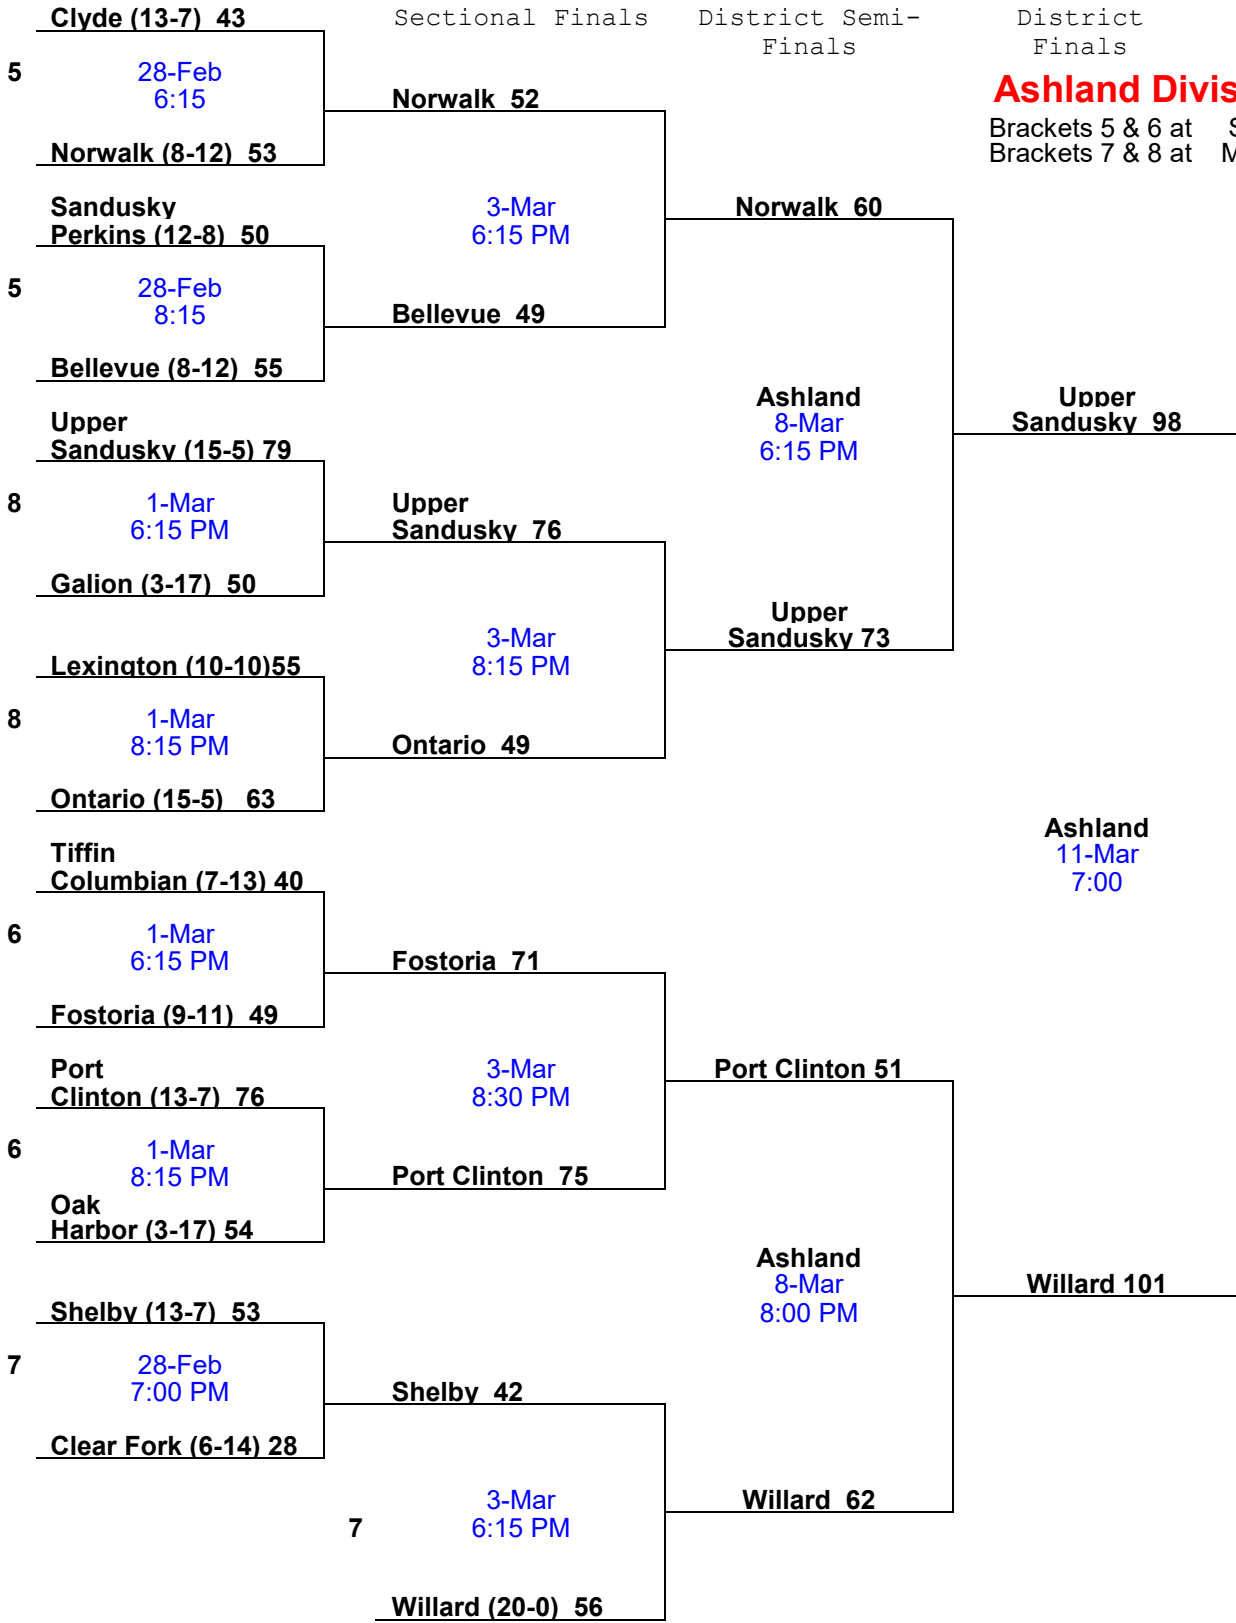 Clyde (13-7)  43
Sectional Finals
District Semi-
Finals
District
Finals
Ashland Divis
Brackets 5 & 6 at S
Brackets 7 & 8 at M
5
28-Feb
6:15
Norwalk  52
Norwalk (8-12)  53
Sandusky
Perkins (12-8)  50
3-Mar
6:15 PM
Norwalk  60
5
28-Feb
8:15
Bellevue  49
Bellevue (8-12)  55
Ashland
8-Mar
6:15 PM
Upper
Sandusky  98
Upper
Sandusky (15-5) 79
8
1-Mar
6:15 PM
Upper
Sandusky  76
Galion (3-17)  50
Upper
Sandusky 73
3-Mar
8:15 PM
Lexington (10-10)55
8
1-Mar
8:15 PM
Ontario  49
Ontario (15-5)   63
Ashland
11-Mar
7:00
Tiffin
Columbian (7-13) 40
6
1-Mar
6:15 PM
Fostoria  71
Fostoria (9-11)  49
Port
Clinton (13-7)  76
3-Mar
8:30 PM
Port Clinton 51
6
1-Mar
8:15 PM
Port Clinton  75
Oak
Harbor (3-17) 54
Ashland
8-Mar
8:00 PM
Willard 101
Shelby (13-7)  53
7
28-Feb
7:00 PM
Shelby  42
Clear Fork (6-14) 28
3-Mar
6:15 PM
7
Willard  62
Willard (20-0)  56